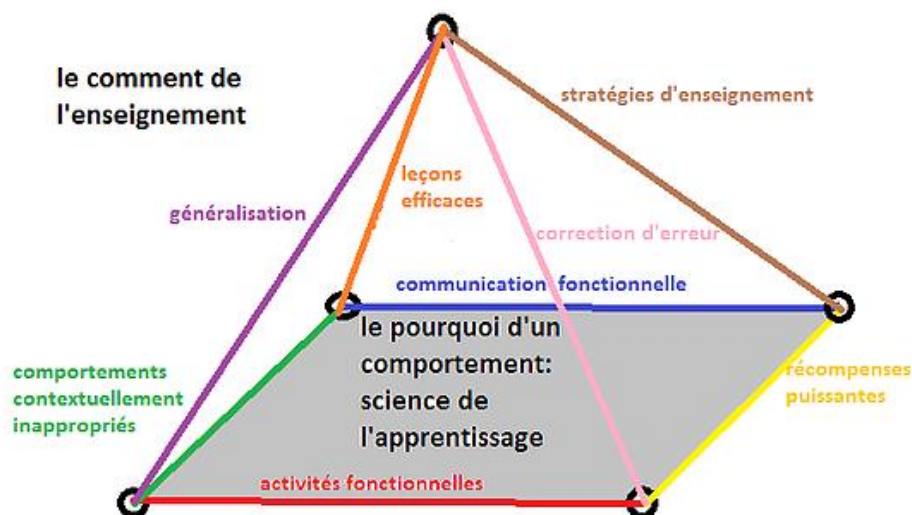 le comment de
l'enseignement
stratégies d'enseignement
leçons
efficaces
généralisation
correction d'erreur
communication fonctionnelle
le pourquoi d'un
comportement:
science de
l'apprentissage
comportements
contextuellement
inappropriés
récompenses
puissantes
activités fonctionnelles